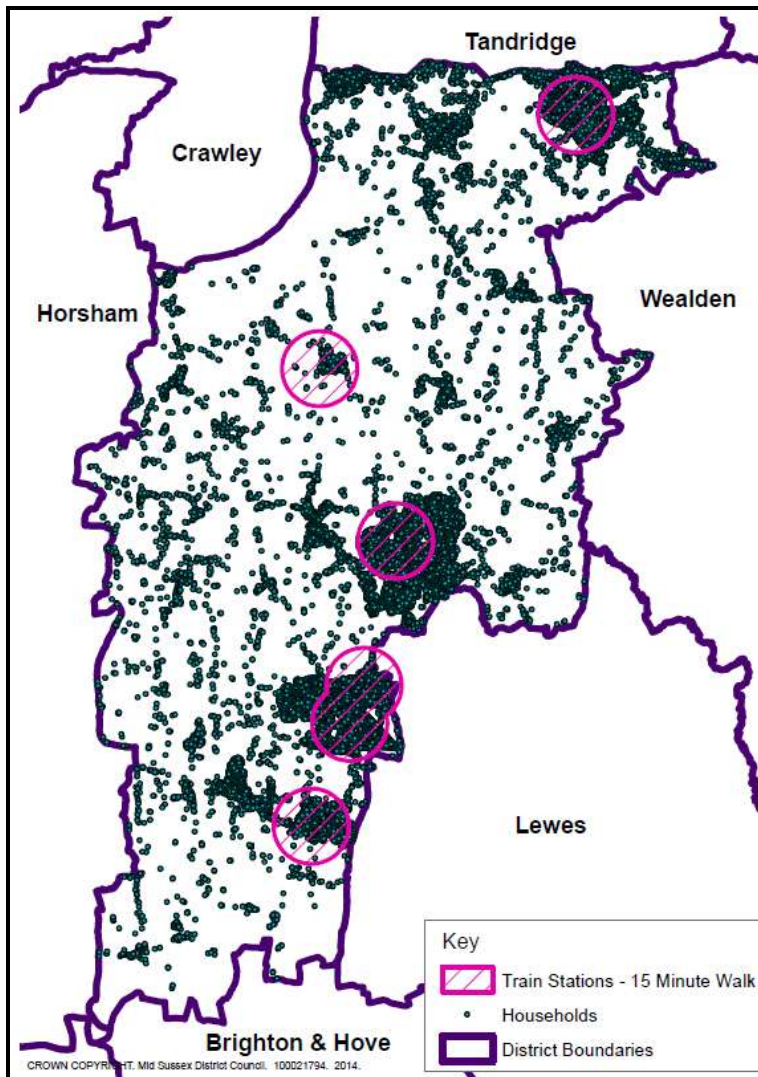 Tandridge
Crawley
Horsham
Wealden
Lewes
Key
Train Stations - 15 Minute Walk
Households
District Boundaries
Brighton & Hove
CROWN COPYRIGHT. Mid Sussex District Council. 100021794. 2014.